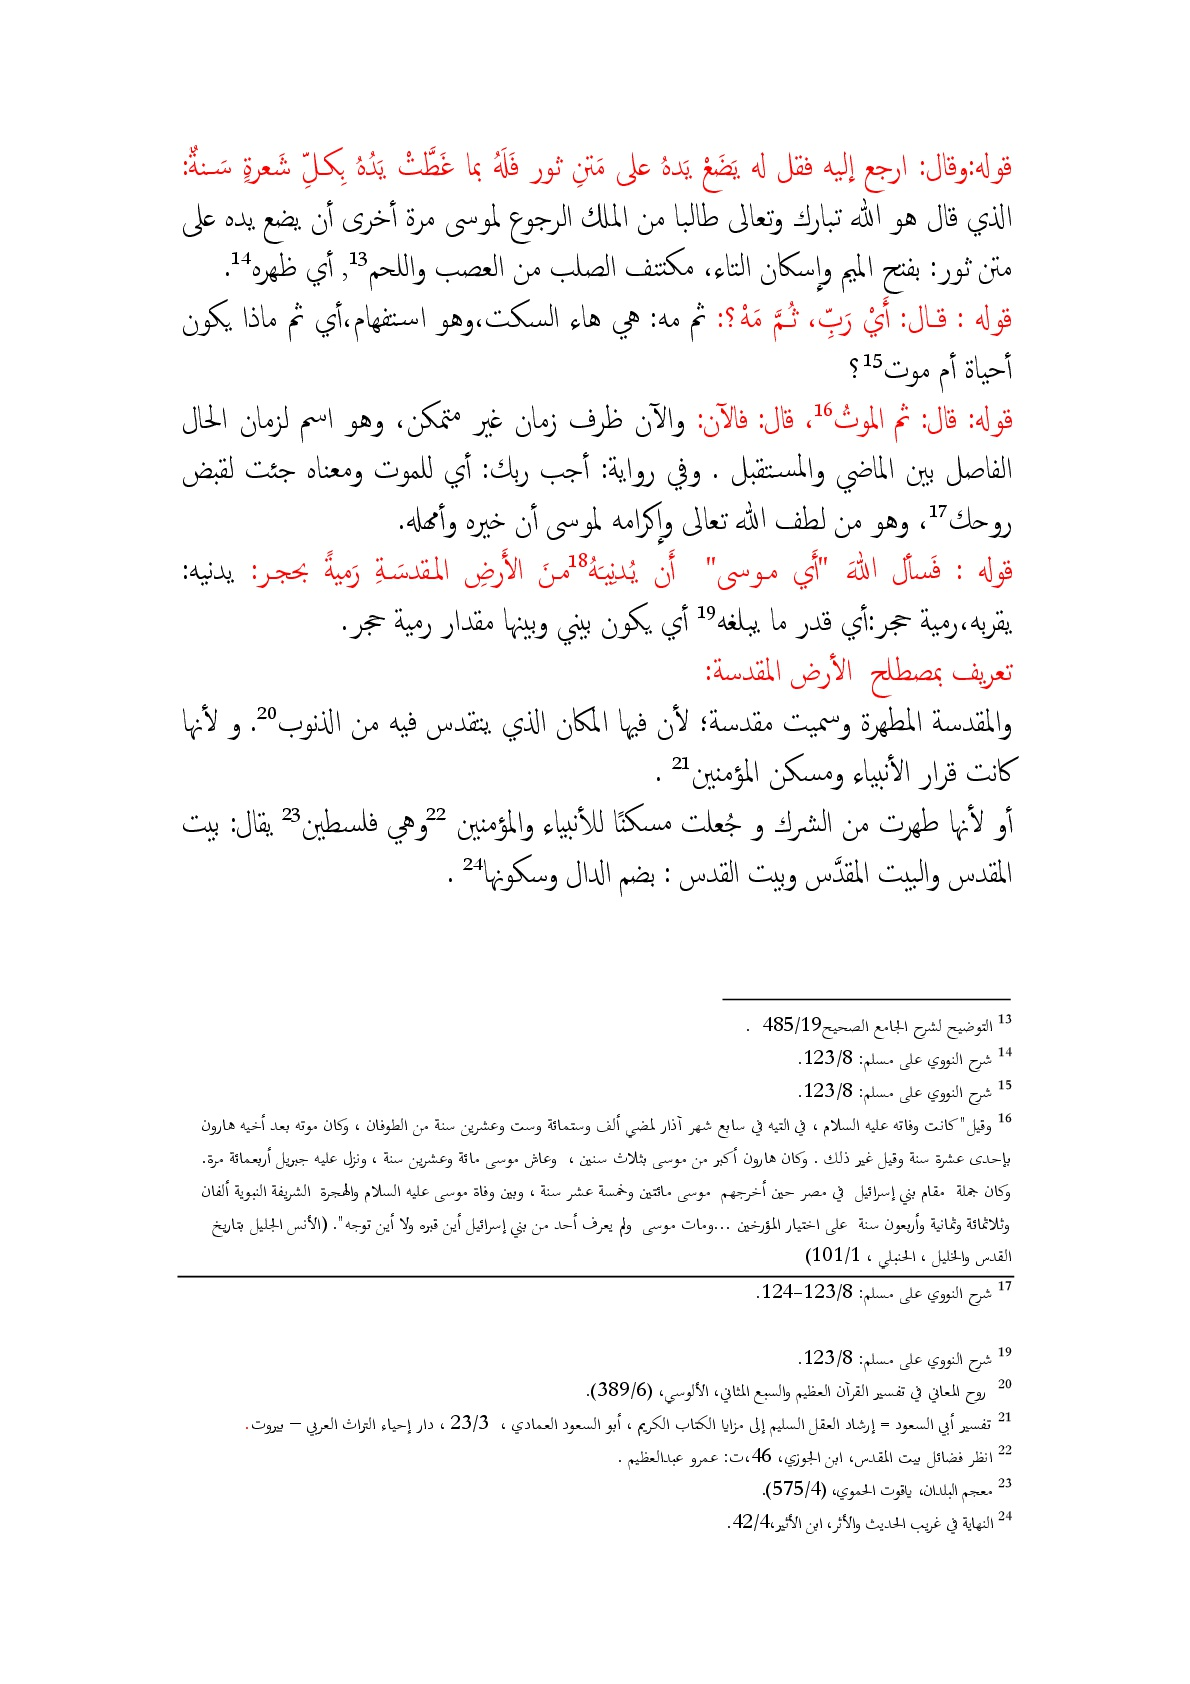 قوله:وقال: ارجع إليه فقل له يَضَعْ يَدهُ على مَتنِ ثور فَلَهُ بما غَطَّتْ يَدُهُ بِكلِّ شَعرةٍ سَنةٌ:
الذي قال هو الله تبارك وتعالى طالبا من الملك الرجوع لموسى مرة أخرى أن يضع يده على
متن ثور: بفتح الميم وإسكان التاء، مكتنف الصلب من العصب واللحم13, أي ظهره14.
قوله : قال: أَيْ رَبِّ، ثُمَّ مَهْ؟: ثم مه: هي هاء السكت،وهو استفهام،أي ثم ماذا يكون
أحياة أم موت15؟
قوله: قال: ثم الموتُ16، قال: فالآن: والآن ظرف زمان غير متمكن، وهو اسم لزمان الحال
الفاصل بين الماضي والمستقبل . وفي رواية: أجب ربك: أي للموت ومعناه جئت لقبض
روحك17، وهو من لطف الله تعالى وإكرامه لموسى أن خيره وأمهله.
قوله : فَسأل اللهَ "أَي موسى" أَن يُدنِيَهُ18منَ الأَرضِ المقدسَةِ رَميةً بحجر: يدنيه:
يقربه،رمية حجر:أي قدر ما يبلغه19 أي يكون بيني وبينها مقدار رمية حجر.
تعريف بمصطلح الأرض المقدسة:
والمقدسة المطهرة وسميت مقدسة؛ لأن فيها المكان الذي يتقدس فيه من الذنوب20. و لأنها
كانت قرار الأنبياء ومسكن المؤمنين21 .
أو لأنها طهرت من الشرك و جُعلت مسكنًا للأنبياء والمؤمنين 22وهي فلسطين23 يقال: بيت
المقدس والبيت المقدَّس وبيت القدس : بضم الدال وسكونها24 .
13 التوضيح لشرح الجامع الصحيح485/19 .
14 شرح النووي على مسلم: 123/8.
15 شرح النووي على مسلم: 123/8.
16 وقيل"كانت وفاته عليه السلام ، في التيه في سابع شهر آذار لمضي ألف وستمائة وست وعشرين سنة من الطوفان ، وكان موته بعد أخيه هارون
بإحدى عشرة سنة وقيل غير ذلك . وكان هارون أكبر من موسى بثلاث سنين ، وعاش موسى مائة وعشرين سنة ، ونزل عليه جبريل أربعمائة مرة.
وكان جملة مقام بني إسرائيل في مصر حين أخرجهم موسى مائتين وخمسة عشر سنة ، وبين وفاة موسى عليه السلام والهجرة الشريفة النبوية ألفان
وثلاثمائة وثمانية وأربعون سنة على اختيار المؤرخين ...ومات موسى ولم يعرف أحد من بني إسرائيل أين قبره ولا أين توجه". (الأنس الجليل بتاريخ
القدس والخليل ، الحنبلي ، 101/1)
17 شرح النووي على مسلم: 123/8-124.
19 شرح النووي على مسلم: 123/8.
20 روح المعاني في تفسير القرآن العظيم والسبع المثاني، الألوسي، (389/6).
21 تفسير أبي السعود = إرشاد العقل السليم إلى مزايا الكتاب الكريم ، أبو السعود العمادي ، 23/3 ، دار إحياء التراث العربي – بيروت.
22 انظر فضائل بيت المقدس، ابن الجوزي، 46،ت: عمرو عبدالعظيم .
23 معجم البلدان، ياقوت الحموي، (575/4).
24 النهاية في غريب الحديث والأثر، ابن الأثير،42/4.